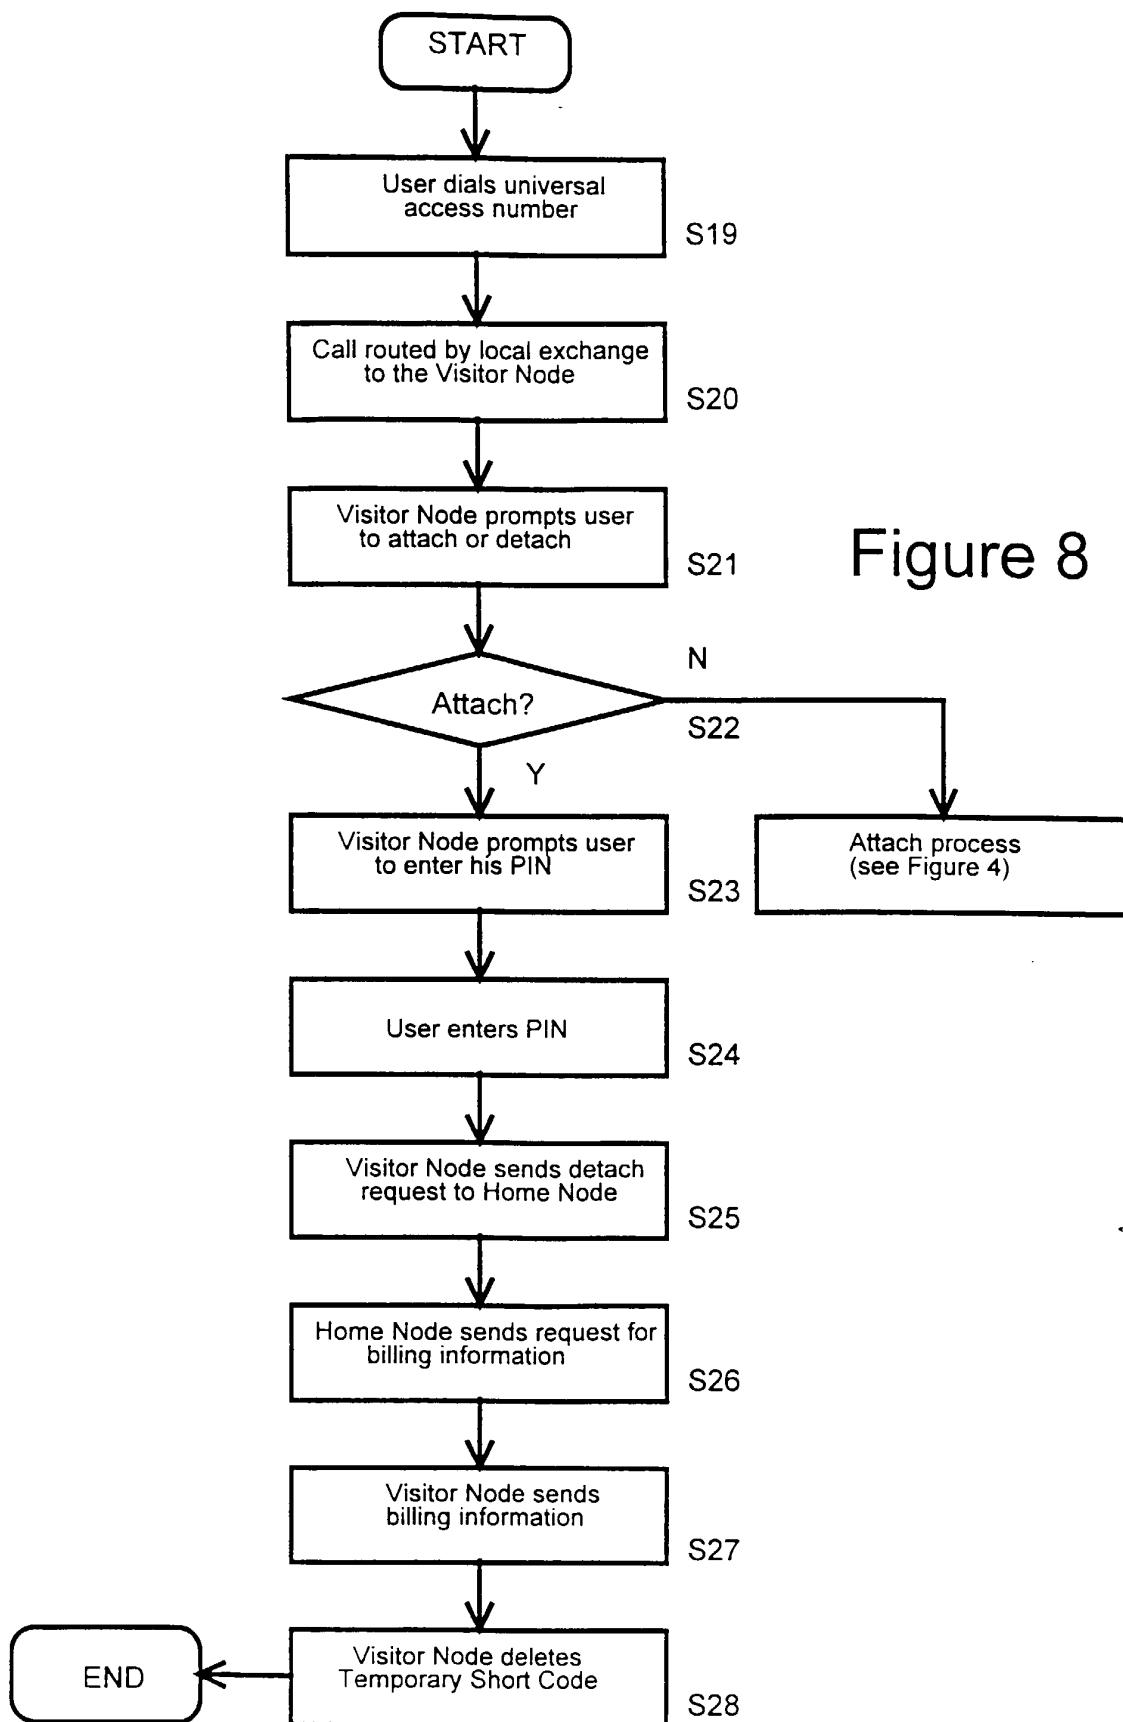 START
User dials universal
access number
S19
Call routed by local exchange
to the Visitor Node
S20
Visitor Node prompts user
to attach or detach
S21
Figure 8
Attach?
N
S22
Y
Visitor Node prompts user
to enter his PIN
S23
Attach process
(see Figure 4)
User enters PIN
S24
Visitor Node sends detach
request to Home Node
S25
Home Node sends request for
billing information
S26
Visitor Node sends
billing information
S27
Visitor Node deletes
Temporary Short Code
S28
END